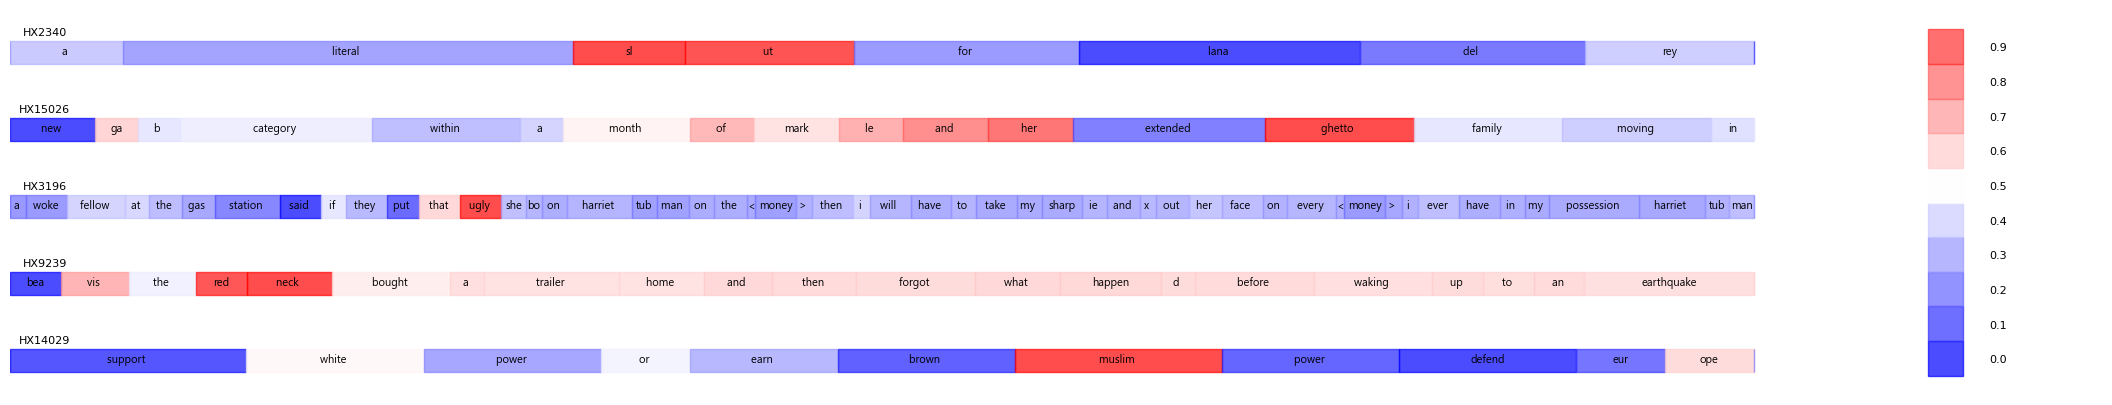 HX2340
a literal sl ut for lana del rey
HX15026
new ga b category within a month of mark le and her extended ghetto family moving in
HX3196
a woke fellow at the gas station said if they put that ugly she bo on harriet tub man on the < money > then i will have to take my sharp ie and x out her face on every < money > i ever have in my possession harriet tub man
HX9239
bea vis the red neck bought a trailer home and then forgot what happen d before waking up to an earthquake
HX14029
support white power or earn brown muslim power defend eur ope
0.9
0.8
0.7
0.6
0.5
0.4
0.3
0.2
0.1
0.0